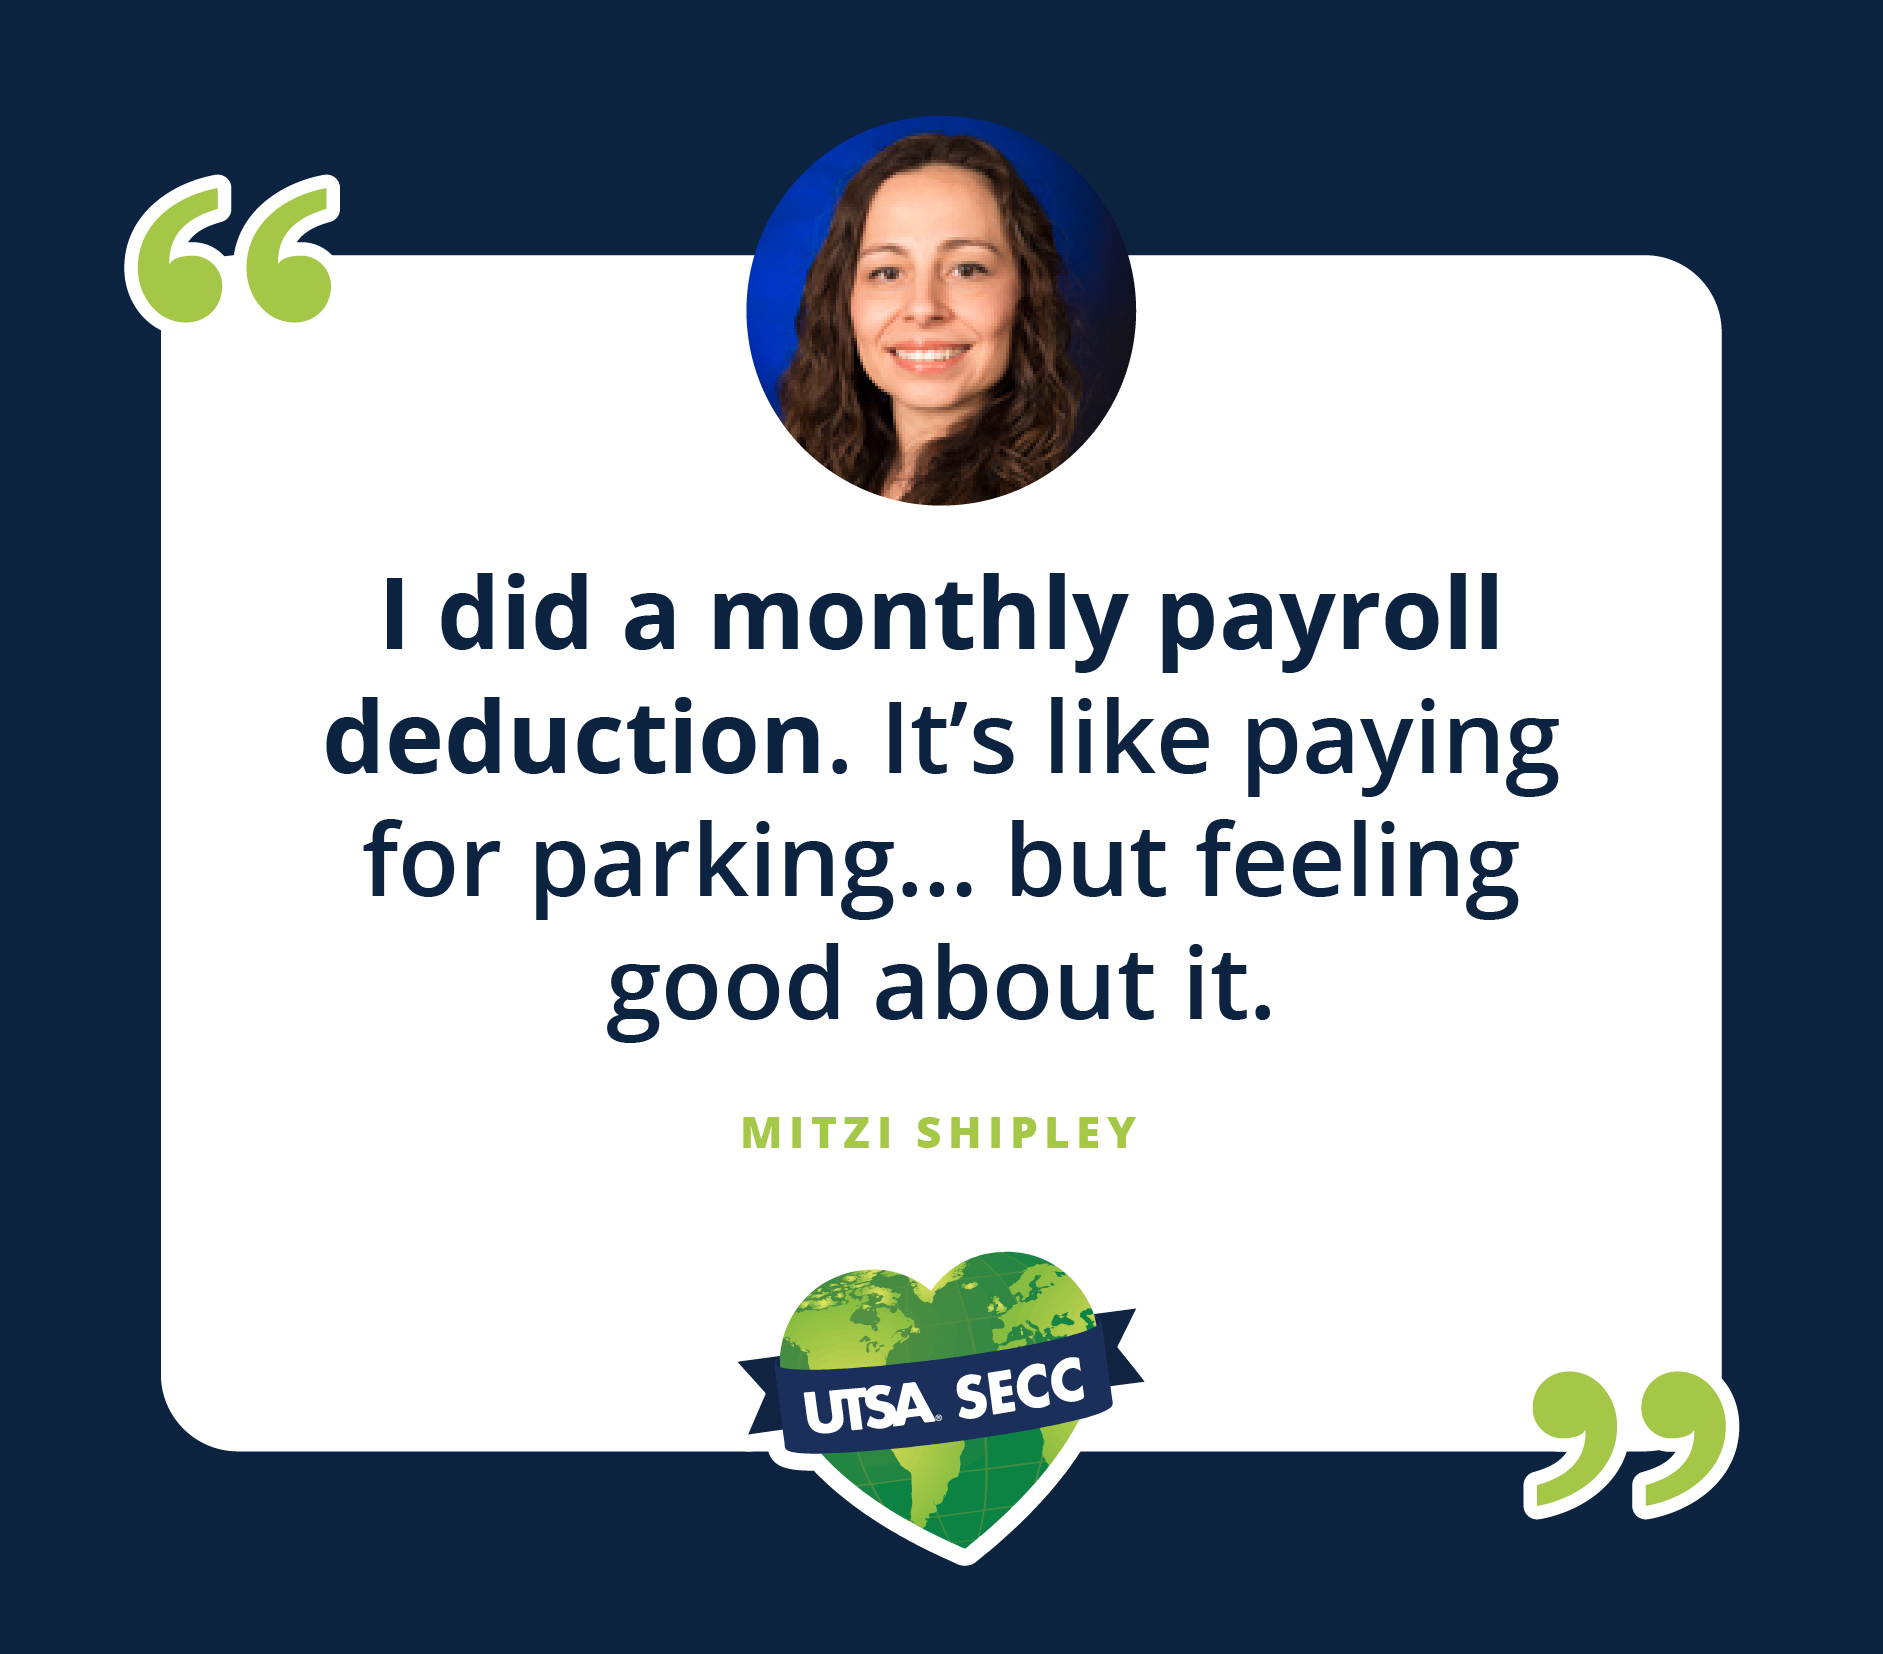 “
I did a monthly payroll
deduction. It’s like paying
for parking... but feeling
good about it.
MITZI SHIPLEY
UTSA® SECC
”